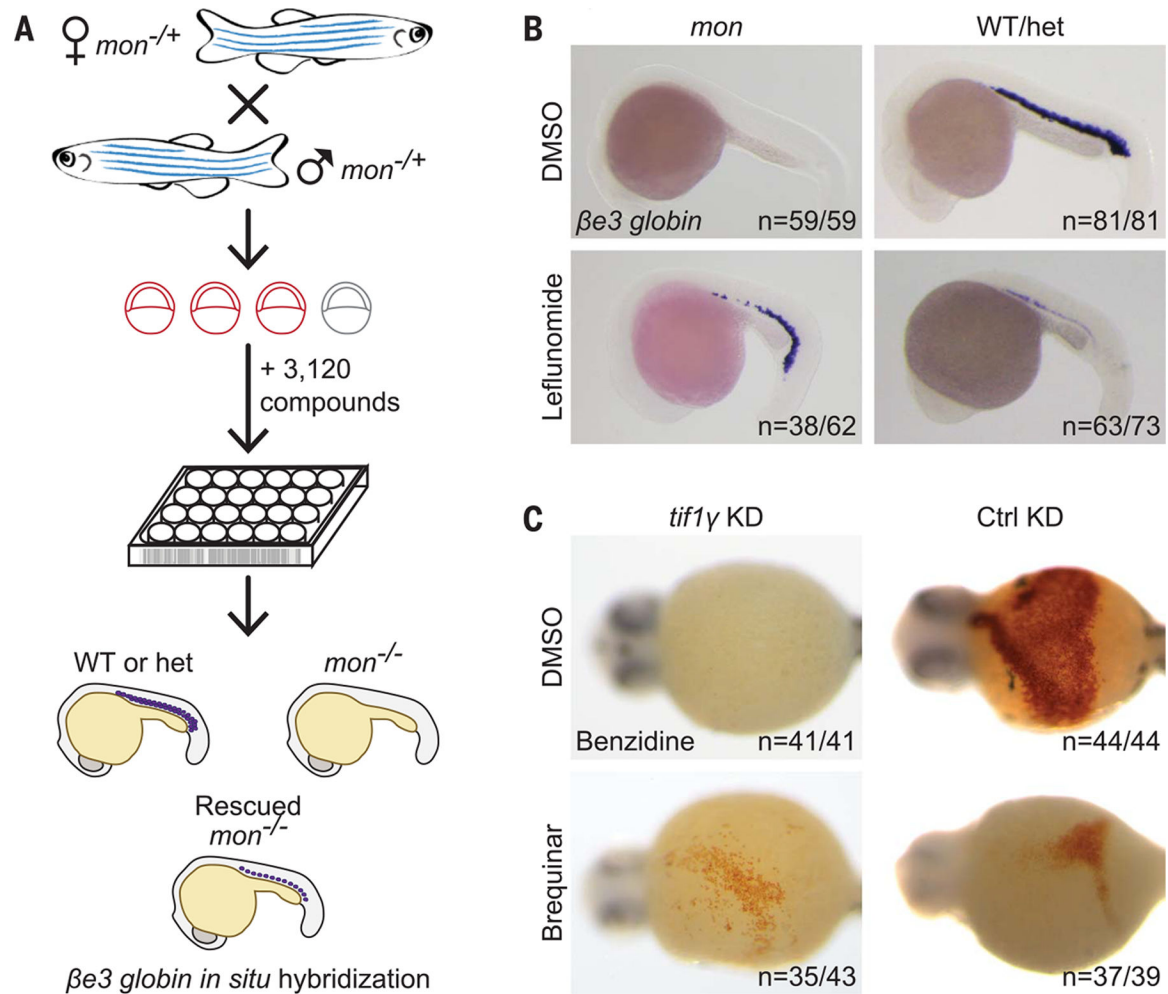 A
♀ mon-/+
♂ mon-/+
+ 3,120
compounds
WT or het
mon-/-
Rescued
mon-/-
βe3 globin in situ hybridization
B
mon
WT/het
DMSO
βe3 globin
n=59/59
n=81/81
Leflunomide
n=38/62
n=63/73
C
tif1γ KD
Ctrl KD
DMSO
Benzidine
n=41/41
n=44/44
Brequinar
n=35/43
n=37/39